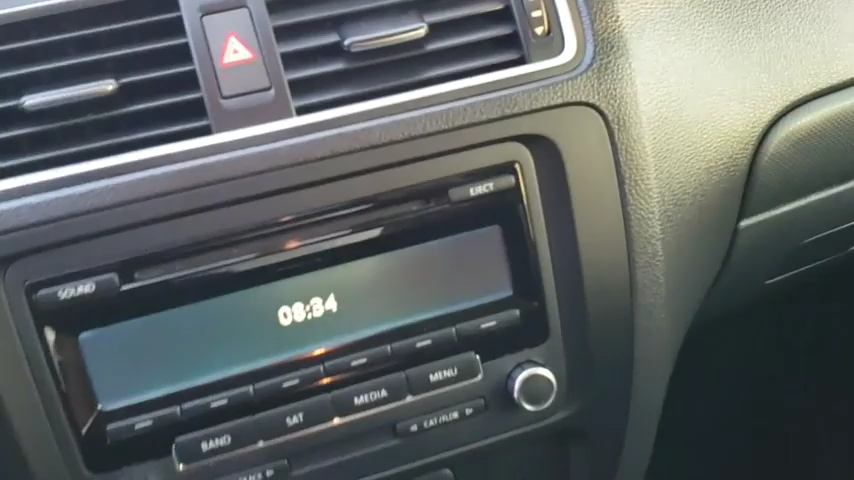 EJECT
SOUND
08:34
MENU
MEDIA
SAT
BAND
CAT/FLDR